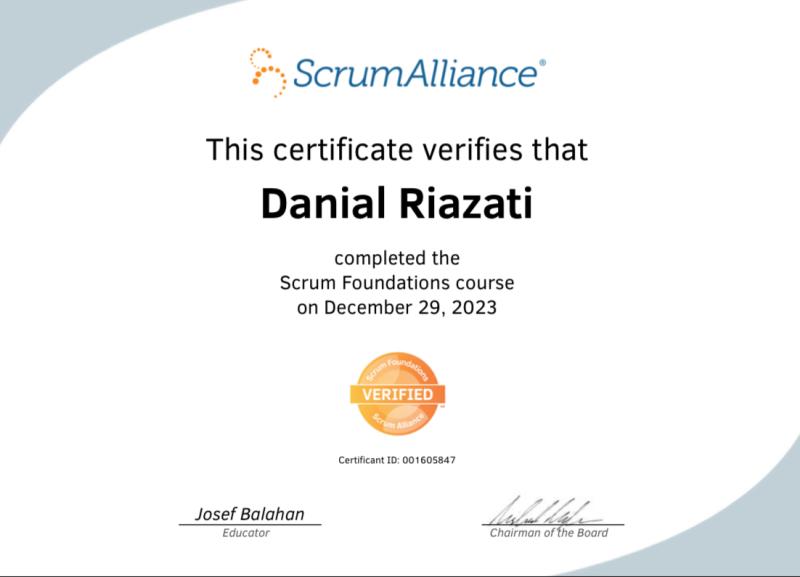 ScrumAlliance®
This certificate verifies that
Danial Riazati
completed the
Scrum Foundations course
on December 29, 2023
Scrum Foundations
VERIFIED
Scrum Alliance
Certificant ID: 001605847
Josef Balahan
Educator
Chairman of the Board